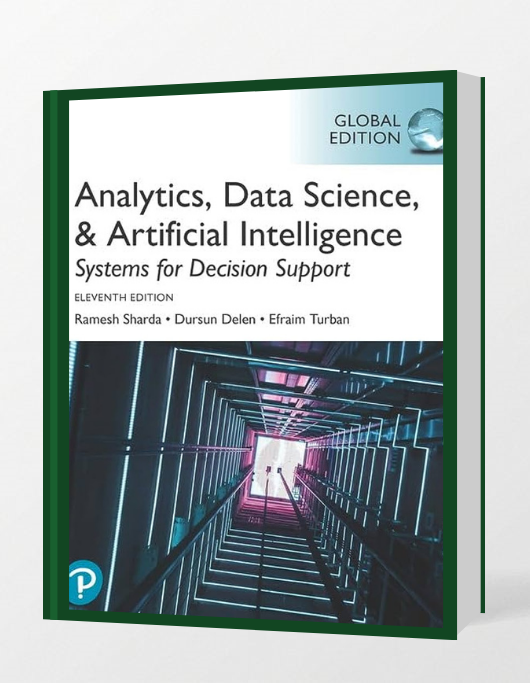 GLOBAL
EDITION
Analytics, Data Science,
& Artificial Intelligence
Systems for Decision Support
ELEVENTH EDITION
Ramesh Sharda • Dursun Delen • Efraim Turban
P